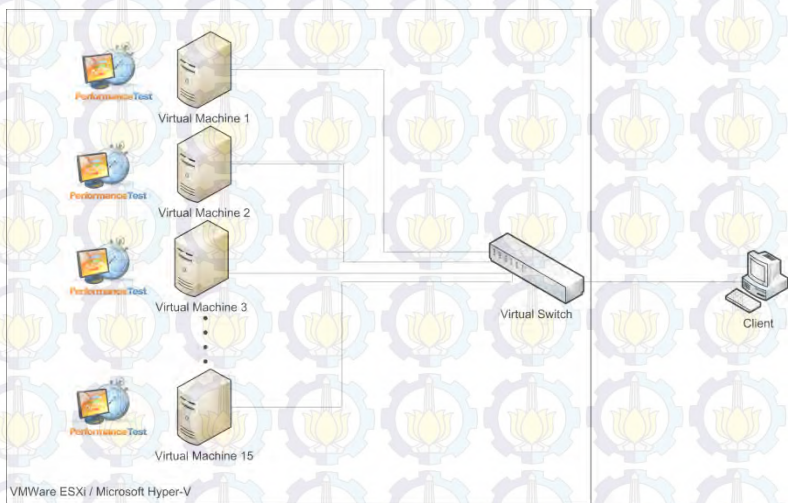 PerformanceTest
Virtual Machine 1
PerformanceTest
Virtual Machine 2
PerformanceTest
Virtual Machine 3
Virtual Switch
Client
PerformanceTest
Virtual Machine 15
VMWare ESXi / Microsoft Hyper-V